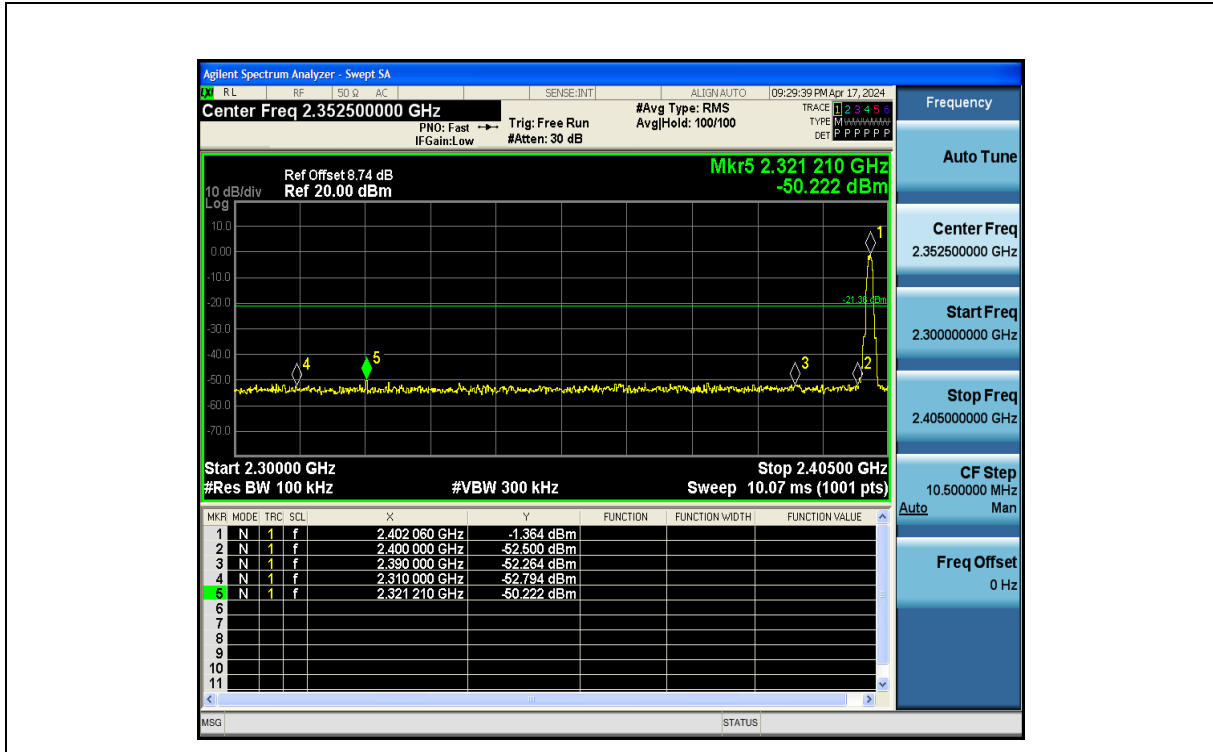 Agilent Spectrum Analyzer - Swept SA
LXI RL RF 50 Ω AC SENSE:INT ALIGN AUTO 09:29:39 PM Apr 17, 2024
Center Freq 2.352500000 GHz
PNO: Fast
IFGain:Low
Trig: Free Run
#Atten: 30 dB
#Avg Type: RMS
Avg|Hold: 100/100
TRACE 1 2 3 4 5 6
TYPE M
DET P P P P P P
Ref Offset 8.74 dB
10 dB/div Ref 20.00 dBm
Log
Mkr5 2.321 210 GHz
-50.222 dBm
10.0
0.00
-10.0
-20.0
-30.0
-40.0
-50.0
-60.0
-70.0
-21.36 dBm
1
4
5
3
2
Start 2.30000 GHz Stop 2.40500 GHz
#Res BW 100 kHz #VBW 300 kHz Sweep 10.07 ms (1001 pts)
MKR MODE TRC SCL X Y FUNCTION FUNCTION WIDTH FUNCTION VALUE
1 N 1 f 2.402 060 GHz -1.364 dBm
2 N 1 f 2.400 000 GHz -52.500 dBm
3 N 1 f 2.390 000 GHz -52.264 dBm
4 N 1 f 2.310 000 GHz -52.794 dBm
5 N 1 f 2.321 210 GHz -50.222 dBm
6
7
8
9
10
11
MSG STATUS
Frequency
Auto Tune
Center Freq
2.352500000 GHz
Start Freq
2.300000000 GHz
Stop Freq
2.405000000 GHz
CF Step
10.500000 MHz
Auto Man
Freq Offset
0 Hz